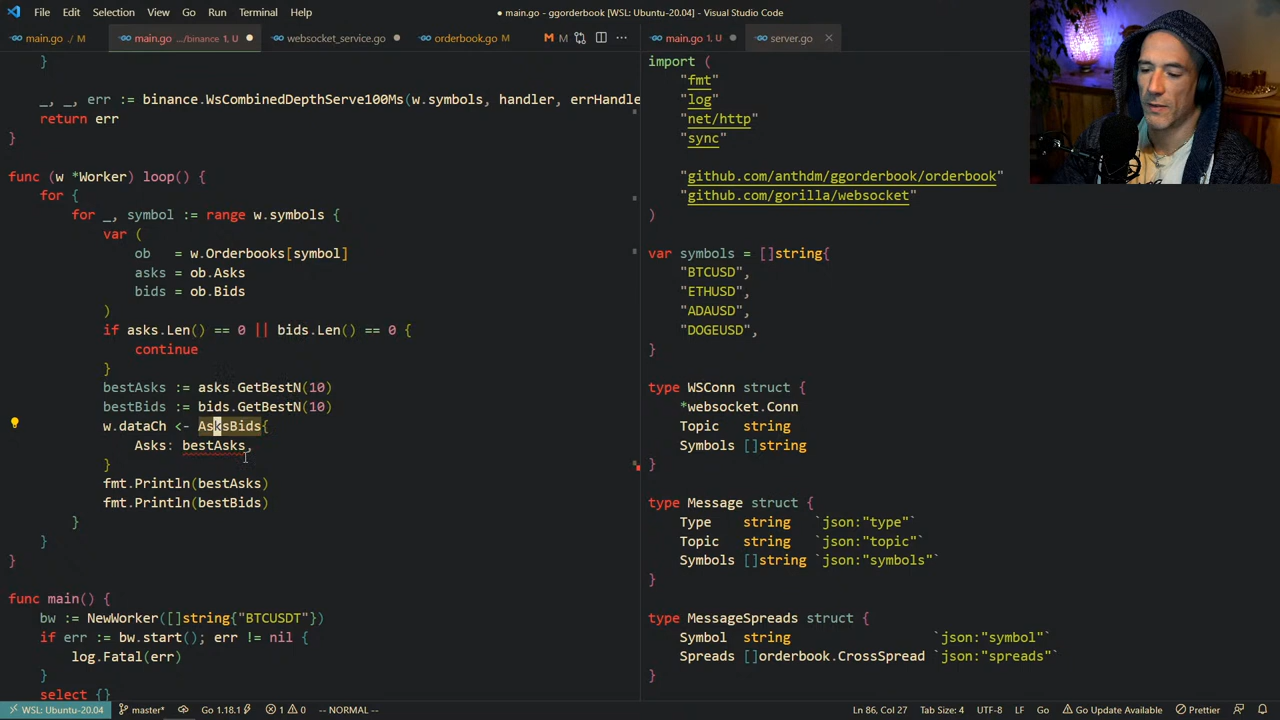 File Edit Selection View Go Run Terminal Help
● main.go - ggorderbook [WSL: Ubuntu-20.04] - Visual Studio Code
main.go ./ M
main.go .../binance 1, U ●
websocket_service.go ●
orderbook.go M
M M
main.go 1, U ●
server.go ×
}
_, _, err := binance.WsCombinedDepthServe100Ms(w.symbols, handler, errHandle
return err
}
func (w *Worker) loop() {
for {
for _, symbol := range w.symbols {
var (
ob = w.Orderbooks[symbol]
asks = ob.Asks
bids = ob.Bids
)
if asks.Len() == 0 || bids.Len() == 0 {
continue
}
bestAsks := asks.GetBestN(10)
bestBids := bids.GetBestN(10)
w.dataCh <- AsksBids{
Asks: bestAsks,
}
fmt.Println(bestAsks)
fmt.Println(bestBids)
}
}
}
func main() {
bw := NewWorker([]string{"BTCUSDT"})
if err := bw.start(); err != nil {
log.Fatal(err)
}
select {}
import (
"fmt"
"log"
"net/http"
"sync"
"github.com/anthdm/ggorderbook/orderbook"
"github.com/gorilla/websocket"
)
var symbols = []string{
"BTCUSD",
"ETHUSD",
"ADAUSD",
"DOGEUSD",
}
type WSConn struct {
*websocket.Conn
Topic string
Symbols []string
}
type Message struct {
Type string `json:"type"`
Topic string `json:"topic"`
Symbols []string `json:"symbols"`
}
type MessageSpreads struct {
Symbol string `json:"symbol"`
Spreads []orderbook.CrossSpread `json:"spreads"`
}
WSL: Ubuntu-20.04 master* Go 1.18.1 1 0 -- NORMAL -- Ln 86, Col 27 Tab Size: 4 UTF-8 LF Go Go Update Available Prettier